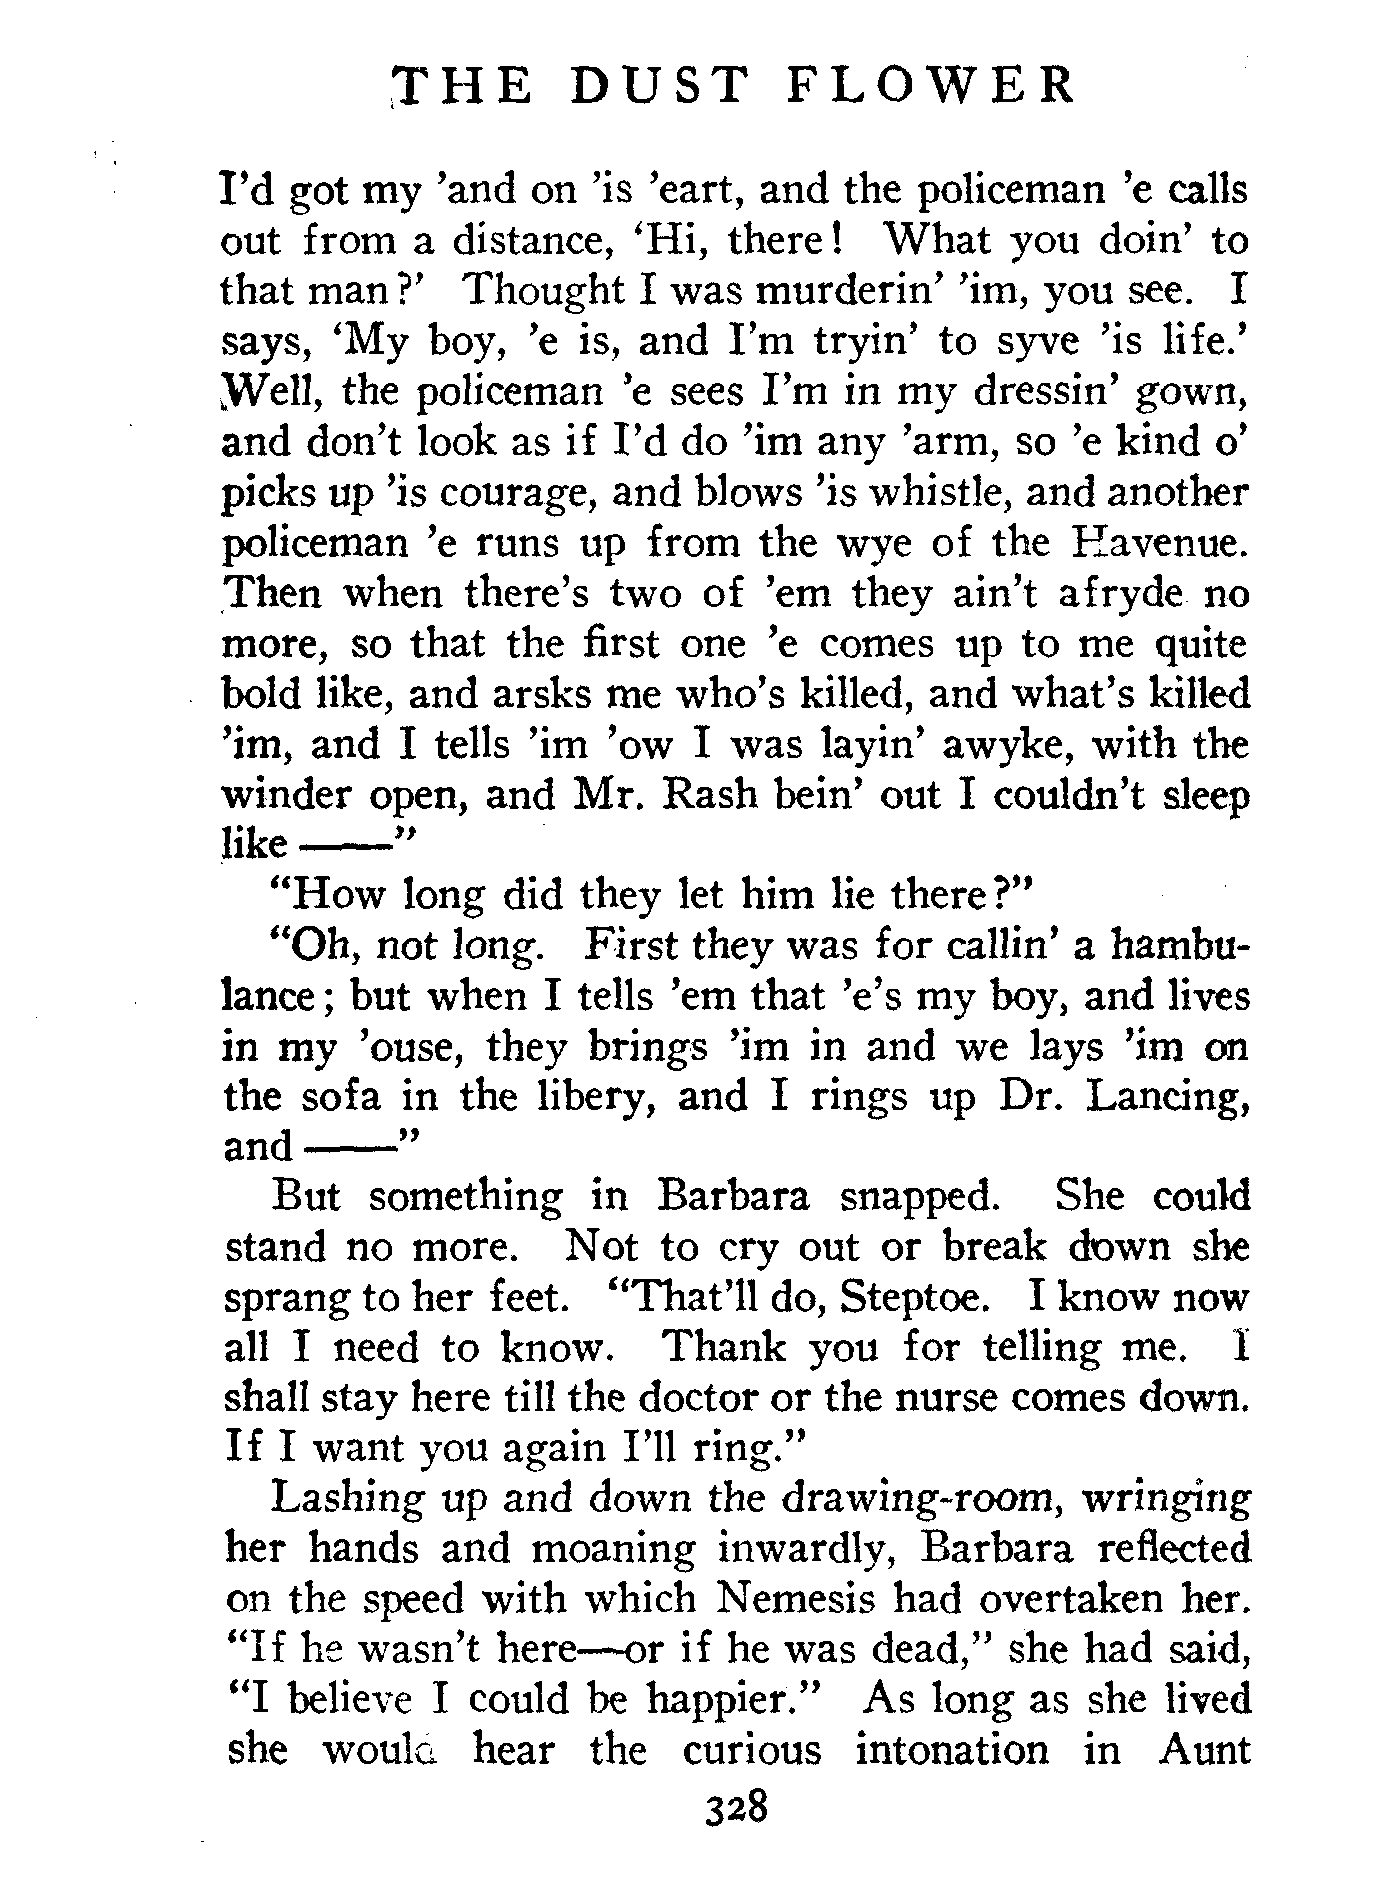 THE DUST FLOWER
I'd got my 'and on 'is 'eart, and the policeman 'e calls
out from a distance, 'Hi, there! What you doin' to
that man?' Thought I was murderin' 'im, you see. I
says, 'My boy, 'e is, and I'm tryin' to syve 'is life.'
Well, the policeman 'e sees I'm in my dressin' gown,
and don't look as if I'd do 'im any 'arm, so 'e kind o'
picks up 'is courage, and blows 'is whistle, and another
policeman 'e runs up from the wye of the Havenue.
Then when there's two of 'em they ain't afryde no
more, so that the first one 'e comes up to me quite
bold like, and arsks me who's killed, and what's killed
'im, and I tells 'im 'ow I was layin' awyke, with the
winder open, and Mr. Rash bein' out I couldn't sleep
like ——"
"How long did they let him lie there?"
"Oh, not long. First they was for callin' a hambu-
lance; but when I tells 'em that 'e's my boy, and lives
in my 'ouse, they brings 'im in and we lays 'im on
the sofa in the libery, and I rings up Dr. Lancing,
and ——"
But something in Barbara snapped. She could
stand no more. Not to cry out or break down she
sprang to her feet. "That'll do, Steptoe. I know now
all I need to know. Thank you for telling me. I
shall stay here till the doctor or the nurse comes down.
If I want you again I'll ring."
Lashing up and down the drawing-room, wringing
her hands and moaning inwardly, Barbara reflected
on the speed with which Nemesis had overtaken her.
"If he wasn't here—or if he was dead," she had said,
"I believe I could be happier." As long as she lived
she would hear the curious intonation in Aunt
328